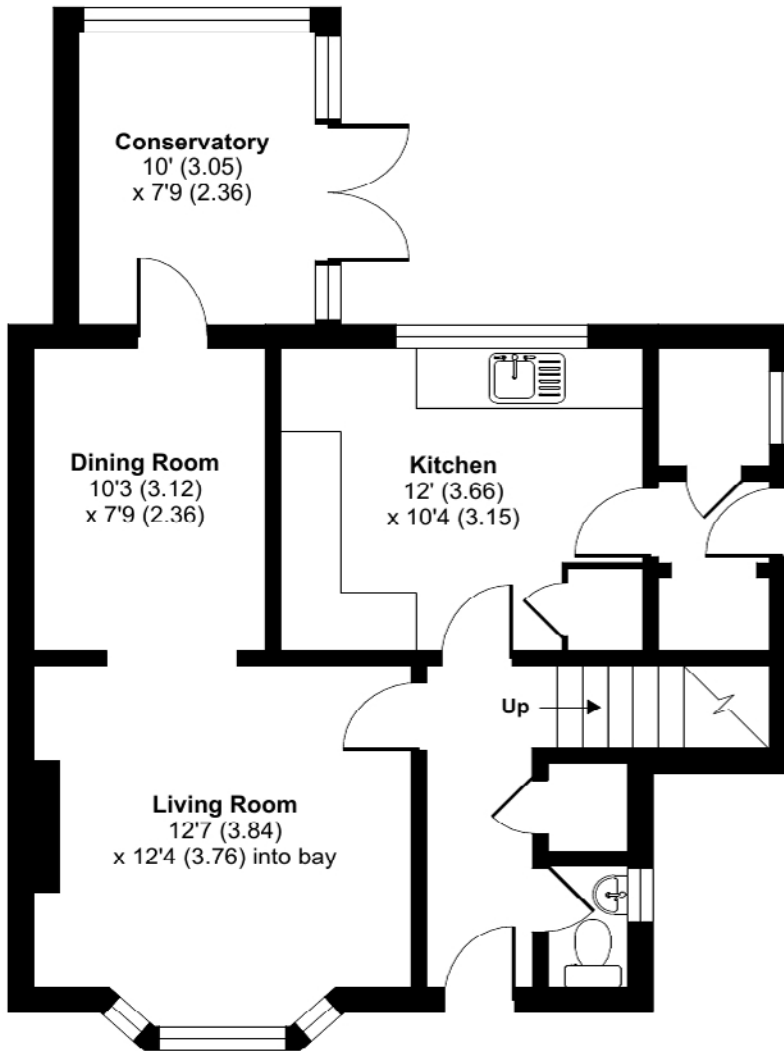 Conservatory
10' (3.05)
x 7'9 (2.36)
Dining Room
10'3 (3.12)
x 7'9 (2.36)
Kitchen
12' (3.66)
x 10'4 (3.15)
Up
Living Room
12'7 (3.84)
x 12'4 (3.76) into bay